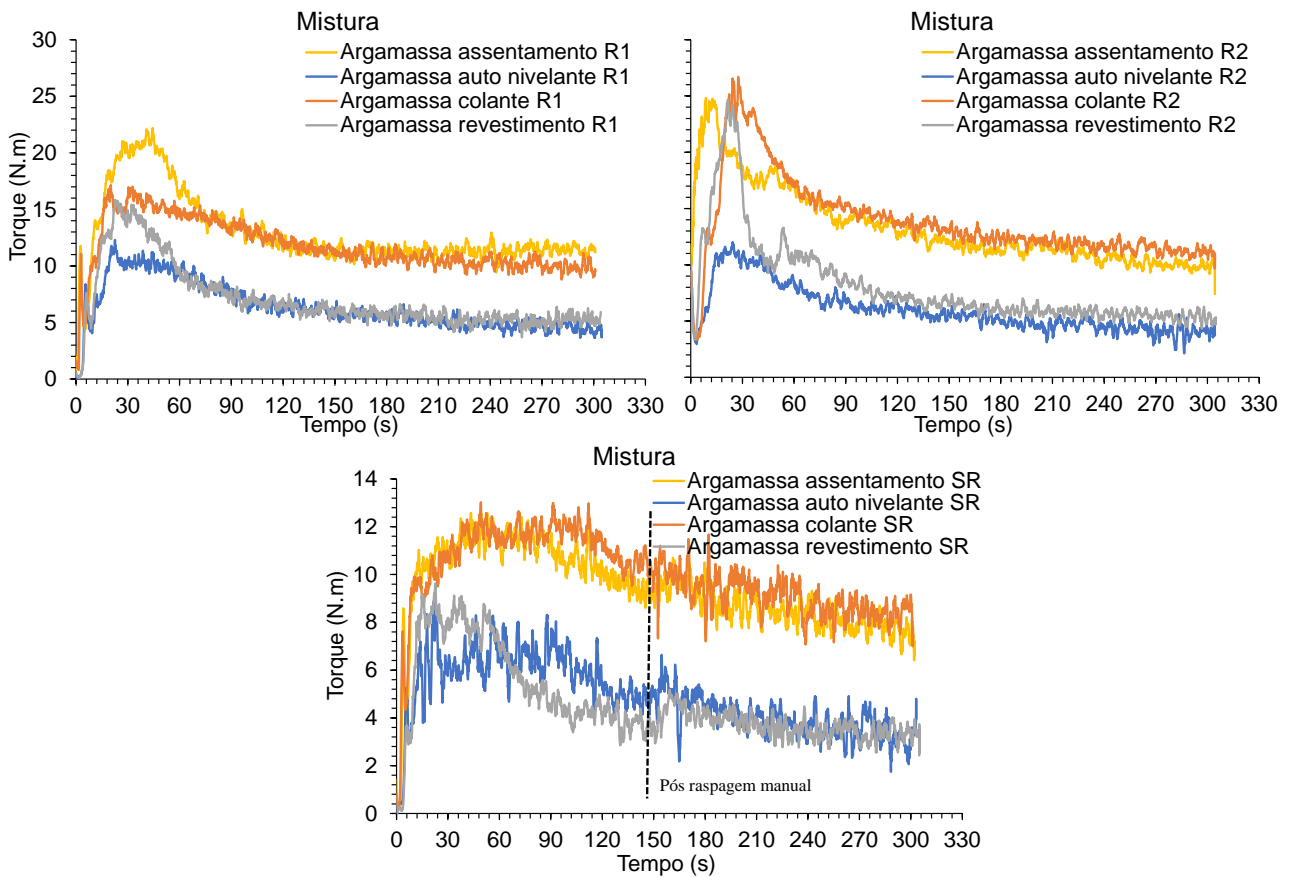 Mistura
Argamassa assentamento R1
Argamassa auto nivelante R1
Argamassa colante R1
Argamassa revestimento R1
Torque (N.m)
30
25
20
15
10
5
0
0 30 60 90 120 150 180 210 240 270 300 330
Tempo (s)
Mistura
Argamassa assentamento R2
Argamassa auto nivelante R2
Argamassa colante R2
Argamassa revestimento R2
0 30 60 90 120 150 180 210 240 270 300 330
Tempo (s)
Mistura
Argamassa assentamento SR
Argamassa auto nivelante SR
Argamassa colante SR
Argamassa revestimento SR
Torque (N.m)
14
12
10
8
6
4
2
0
Pós raspagem manual
0 30 60 90 120 150 180 210 240 270 300 330
Tempo (s)